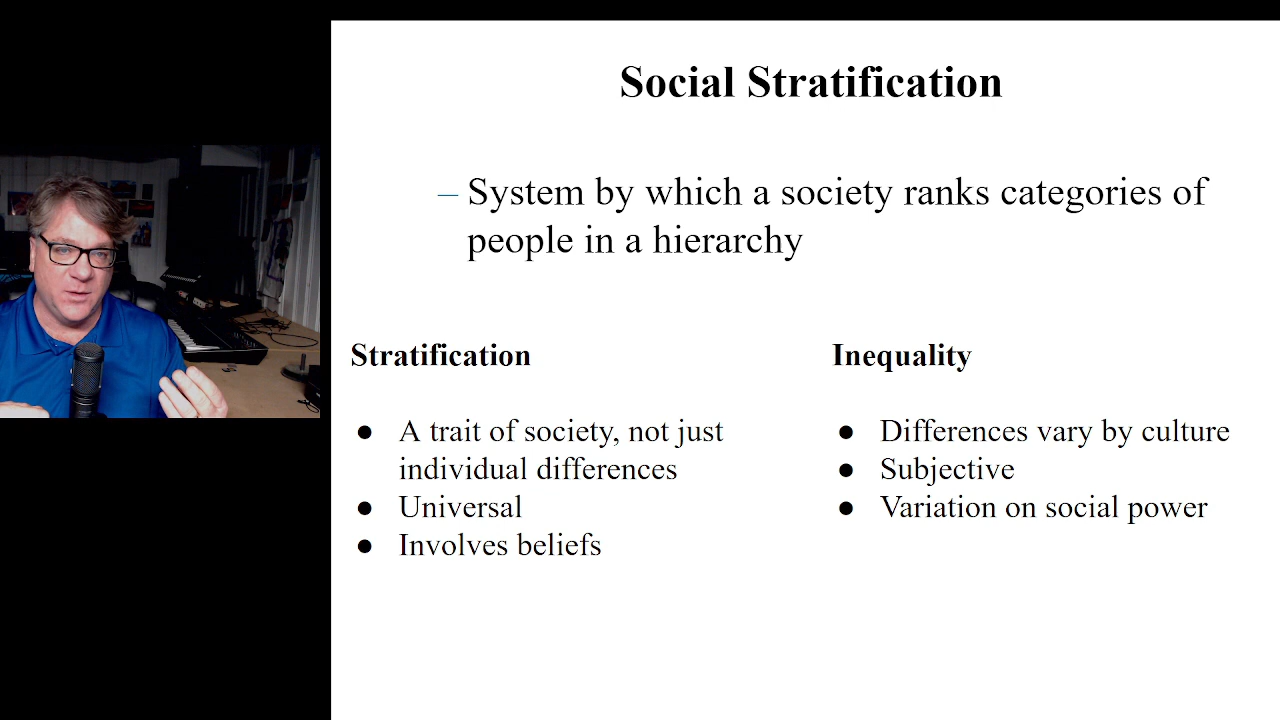 Social Stratification
– System by which a society ranks categories of
people in a hierarchy
Stratification
● A trait of society, not just
individual differences
● Universal
● Involves beliefs
Inequality
● Differences vary by culture
● Subjective
● Variation on social power